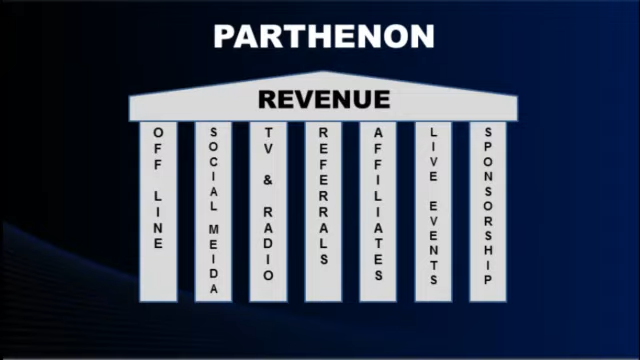 PARTHENON
REVENUE
OFF LINE
SOCIAL MEIDA
TV & RADIO
REFERRALS
AFFILIATES
LIVE EVENTS
SPONSORSHIP